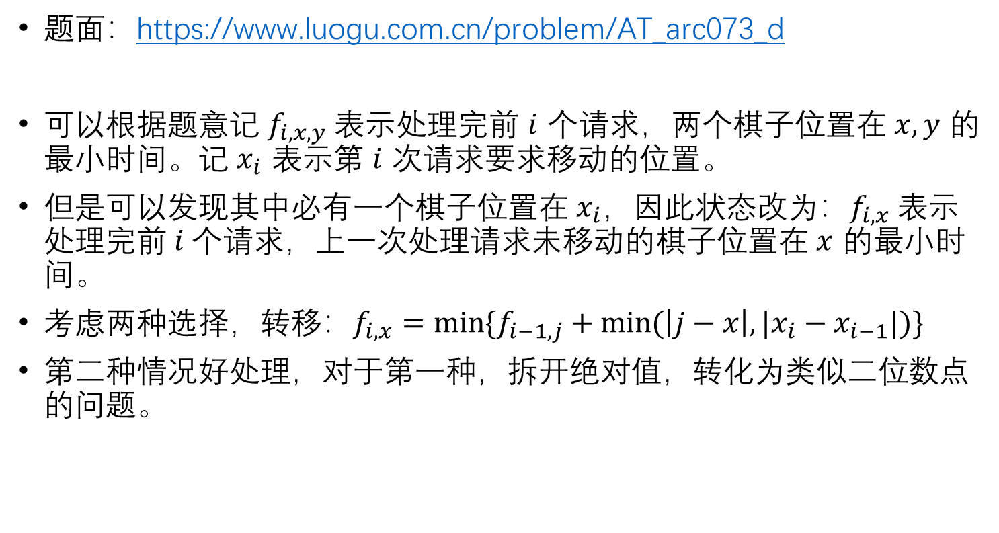 • 题面：https://www.luogu.com.cn/problem/AT_arc073_d
• 可以根据题意记 f_{i,x,y} 表示处理完前 i 个请求，两个棋子位置在 x, y 的
最小时间。记 x_i 表示第 i 次请求要求移动的位置。
• 但是可以发现其中必有一个棋子位置在 x_i，因此状态改为：f_{i,x} 表示
处理完前 i 个请求，上一次处理请求未移动的棋子位置在 x 的最小时
间。
• 考虑两种选择，转移：f_{i,x} = min{f_{i−1,j} + min(|j − x|, |x_i − x_{i−1}|)}
• 第二种情况好处理，对于第一种，拆开绝对值，转化为类似二位数点
的问题。